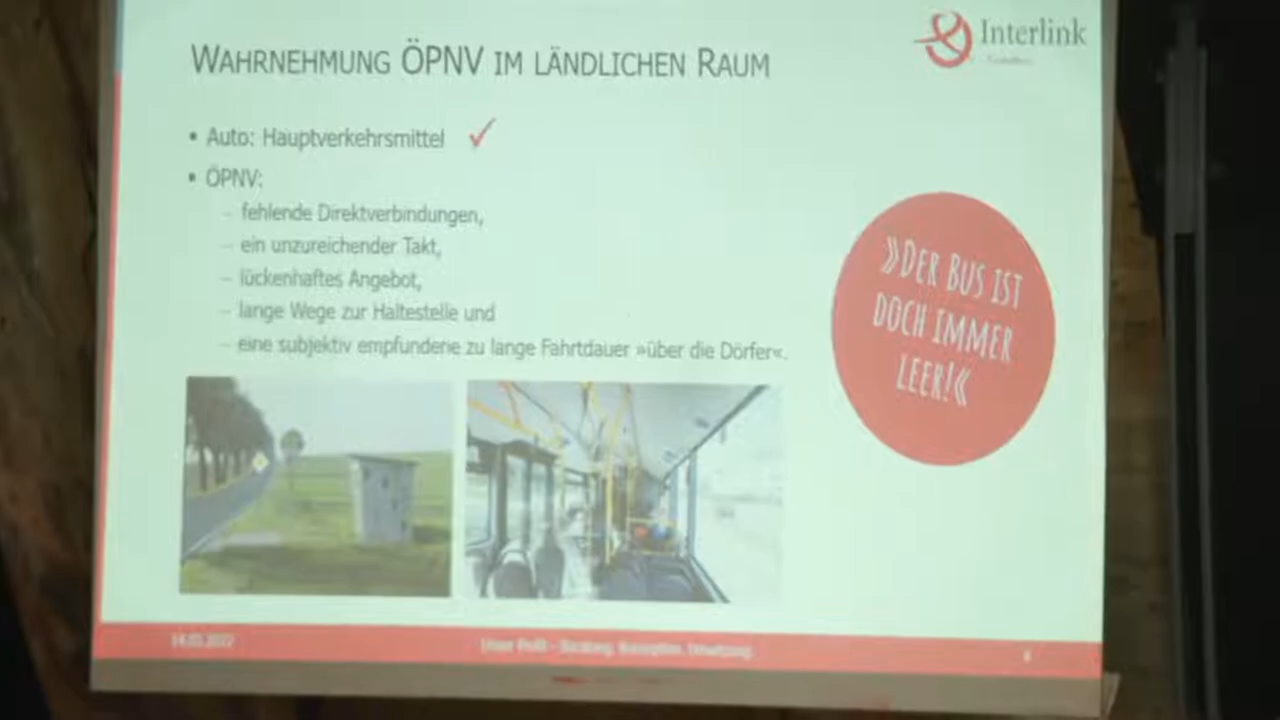 WAHRNEHMUNG ÖPNV IM LÄNDLICHEN RAUM
Interlink
• Auto: Hauptverkehrsmittel ✓
• ÖPNV:
– fehlende Direktverbindungen,
– ein unzureichender Takt,
– lückenhaftes Angebot,
– lange Wege zur Haltestelle und
– eine subjektiv empfundene zu lange Fahrtdauer »über die Dörfer«.
»DER BUS IST
DOCH IMMER
LEER!«